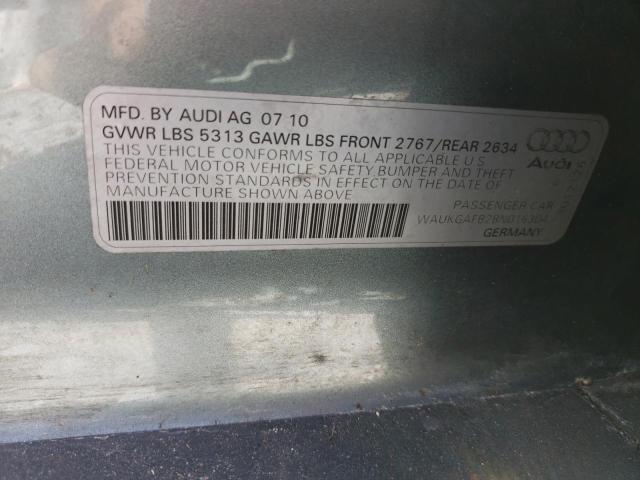 MFD. BY AUDI AG 07 10
GVWR LBS 5313 GAWR LBS FRONT 2767/REAR 2634
THIS VEHICLE CONFORMS TO ALL APPLICABLE U S
FEDERAL MOTOR VEHICLE SAFETY BUMPER AND THEFT
PREVENTION STANDARDS IN EFFECT ON THE DATE OF
MANUFACTURE SHOWN ABOVE
Audi
PASSENGER CAR
GERMANY